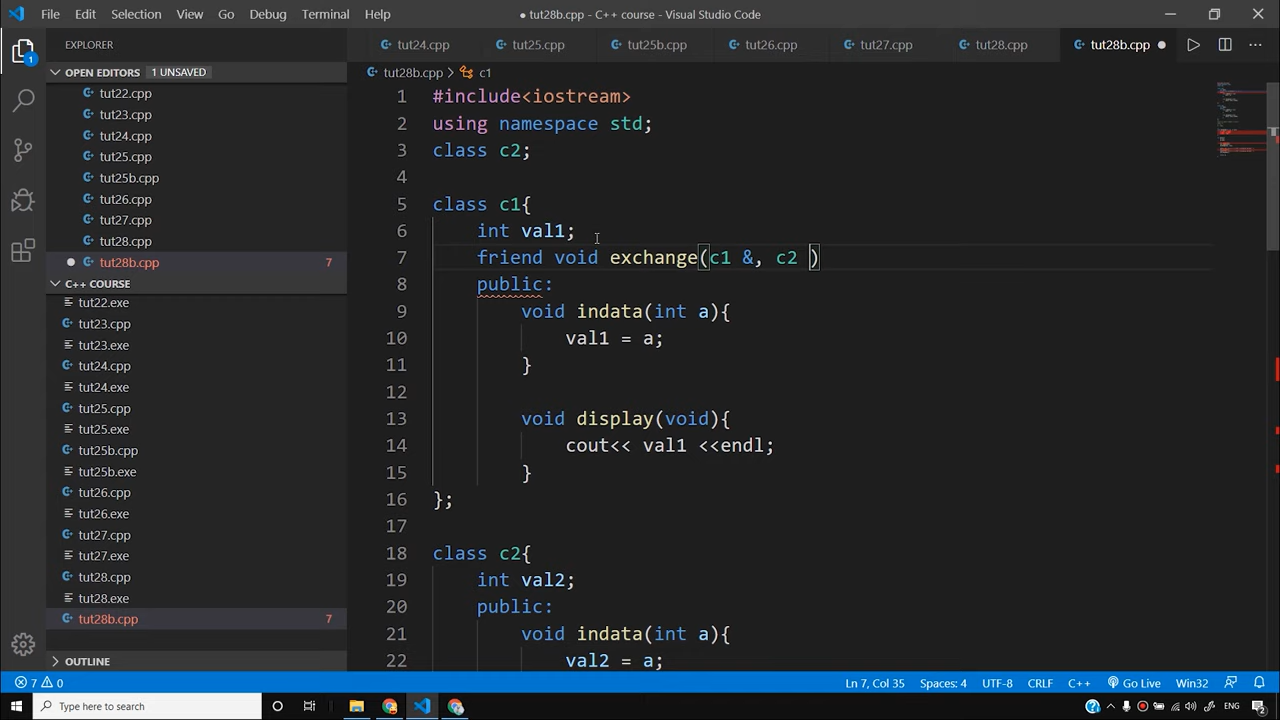 File Edit Selection View Go Debug Terminal Help
● tut28b.cpp - C++ course - Visual Studio Code
EXPLORER
tut24.cpp tut25.cpp tut25b.cpp tut26.cpp tut27.cpp tut28.cpp tut28b.cpp
OPEN EDITORS 1 UNSAVED
tut22.cpp
tut23.cpp
tut24.cpp
tut25.cpp
tut25b.cpp
tut26.cpp
tut27.cpp
tut28.cpp
tut28b.cpp 7
C++ COURSE
tut22.exe
tut23.cpp
tut23.exe
tut24.cpp
tut24.exe
tut25.cpp
tut25.exe
tut25b.cpp
tut25b.exe
tut26.cpp
tut26.exe
tut27.cpp
tut27.exe
tut28.cpp
tut28.exe
tut28b.cpp 7
OUTLINE
tut28b.cpp > c1
1 #include<iostream>
2 using namespace std;
3 class c2;
4
5 class c1{
6 int val1;
7 friend void exchange(c1 &, c2 )
8 public:
9 void indata(int a){
10 val1 = a;
11 }
12
13 void display(void){
14 cout<< val1 <<endl;
15 }
16 };
17
18 class c2{
19 int val2;
20 public:
21 void indata(int a){
22 val2 = a;
7 0
Ln 7, Col 35 Spaces: 4 UTF-8 CRLF C++ Go Live Win32
Type here to search
ENG